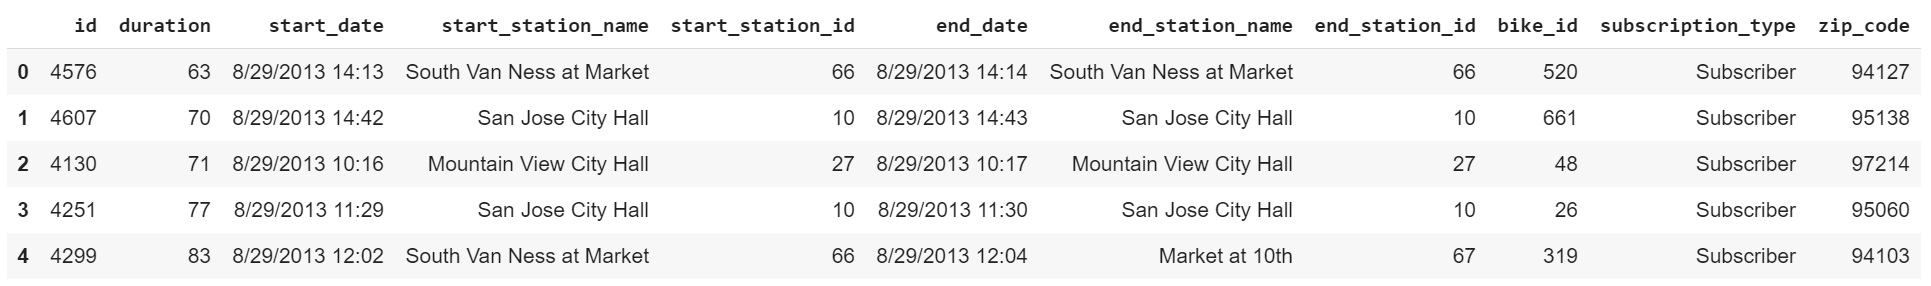 id duration start_date start_station_name start_station_id end_date end_station_name end_station_id bike_id subscription_type zip_code
0 4576 63 8/29/2013 14:13 South Van Ness at Market 66 8/29/2013 14:14 South Van Ness at Market 66 520 Subscriber 94127
1 4607 70 8/29/2013 14:42 San Jose City Hall 10 8/29/2013 14:43 San Jose City Hall 10 661 Subscriber 95138
2 4130 71 8/29/2013 10:16 Mountain View City Hall 27 8/29/2013 10:17 Mountain View City Hall 27 48 Subscriber 97214
3 4251 77 8/29/2013 11:29 San Jose City Hall 10 8/29/2013 11:30 San Jose City Hall 10 26 Subscriber 95060
4 4299 83 8/29/2013 12:02 South Van Ness at Market 66 8/29/2013 12:04 Market at 10th 67 319 Subscriber 94103